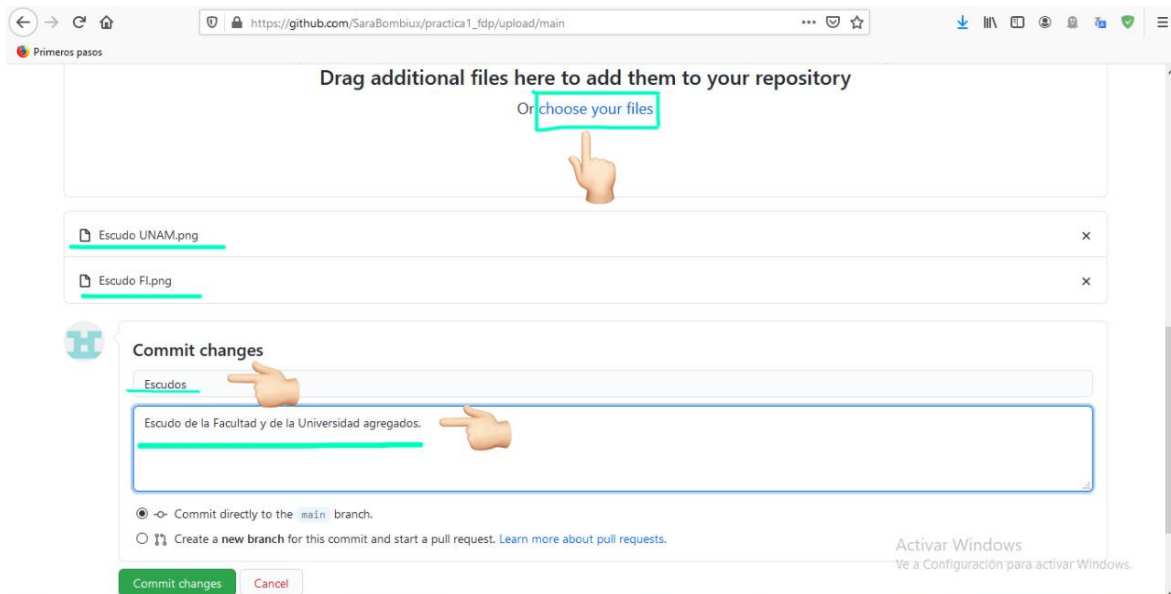 https://github.com/SaraBombiux/practica1_fdp/upload/main
Primeros pasos
Drag additional files here to add them to your repository
Or choose your files
Escudo UNAM.png
Escudo FI.png
Commit changes
Escudos
Escudo de la Facultad y de la Universidad agregados.
Commit directly to the main branch.
Create a new branch for this commit and start a pull request. Learn more about pull requests.
Activar Windows
Ve a Configuración para activar Windows.
Commit changes Cancel